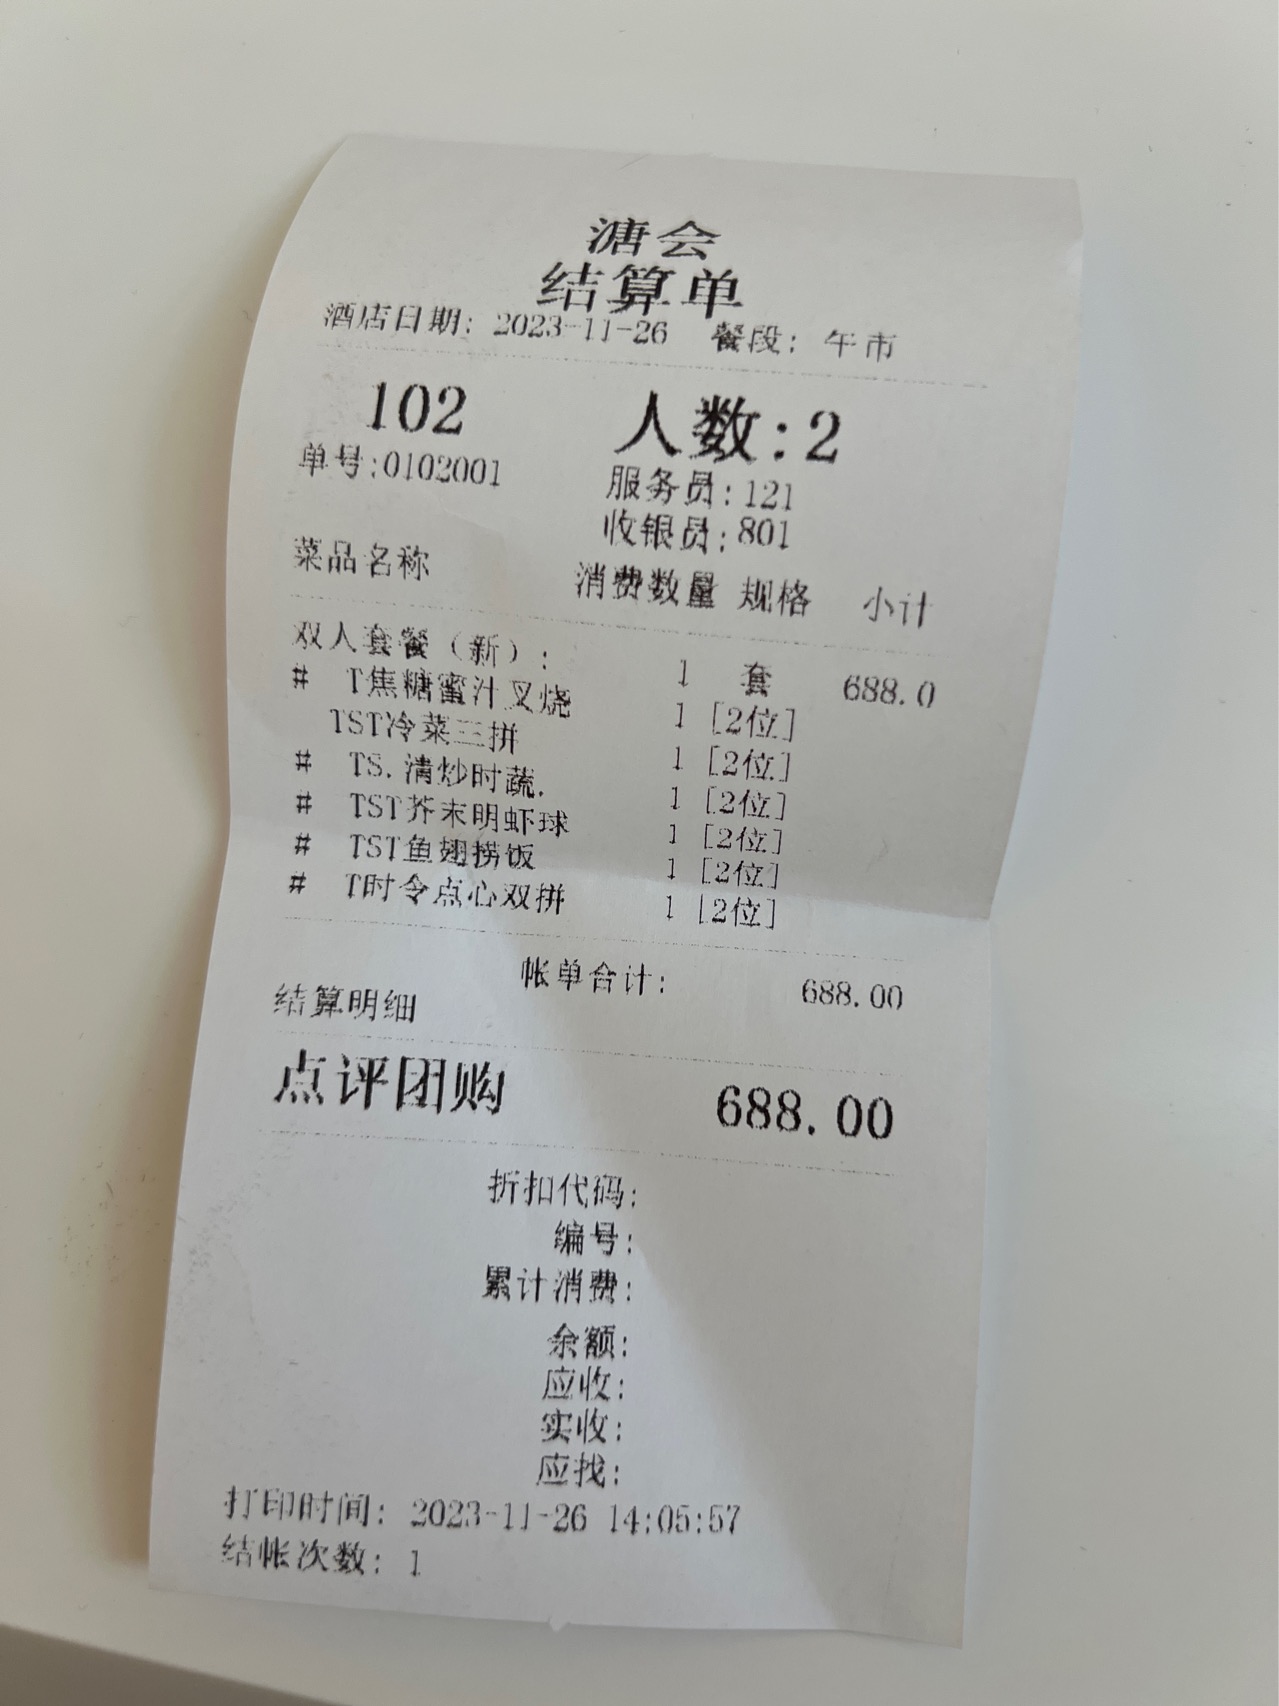 溏会
结算单
酒店日期: 2023-11-26 餐段: 午市
102 人数:2
单号:0102001 服务员:121
收银员:801
菜品名称 消费数量 规格 小计
双人套餐（新）: 1 套 688.0
# T焦糖蜜汁叉烧 1 [2位]
TST冷菜三拼 1 [2位]
# TS.清炒时蔬. 1 [2位]
# TST芥末明虾球 1 [2位]
# TST鱼翅捞饭 1 [2位]
# T时令点心双拼 1 [2位]
帐单合计: 688.00
结算明细
点评团购 688.00
折扣代码:
编号:
累计消费:
余额:
应收:
实收:
应找:
打印时间: 2023-11-26 14:05:57
结帐次数: 1